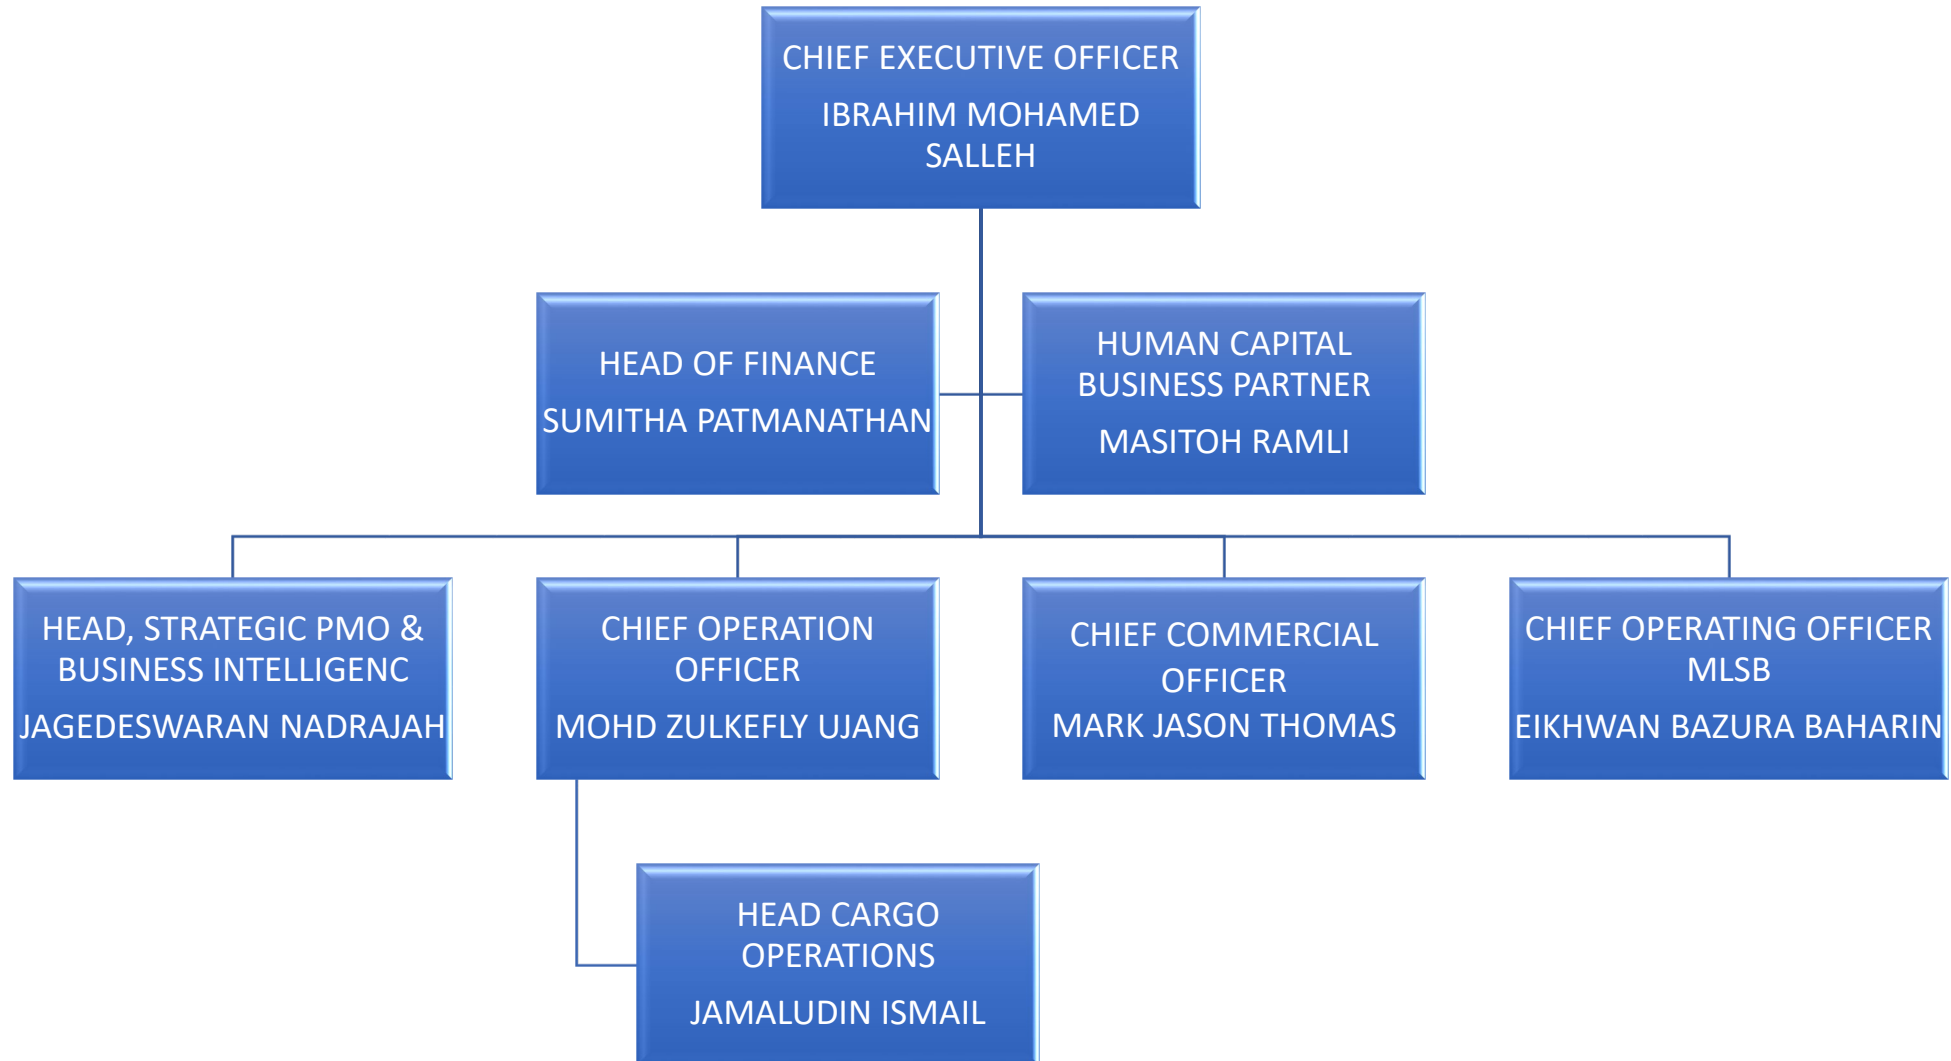 CHIEF EXECUTIVE OFFICER
IBRAHIM MOHAMED
SALLEH
HEAD OF FINANCE
SUMITHA PATMANATHAN
HUMAN CAPITAL
BUSINESS PARTNER
MASITOH RAMLI
HEAD, STRATEGIC PMO &
BUSINESS INTELLIGENC
JAGEDESWARAN NADRAJAH
CHIEF OPERATION
OFFICER
MOHD ZULKEFLY UJANG
CHIEF COMMERCIAL
OFFICER
MARK JASON THOMAS
CHIEF OPERATING OFFICER
MLSB
EIKHWAN BAZURA BAHARIN
HEAD CARGO
OPERATIONS
JAMALUDIN ISMAIL